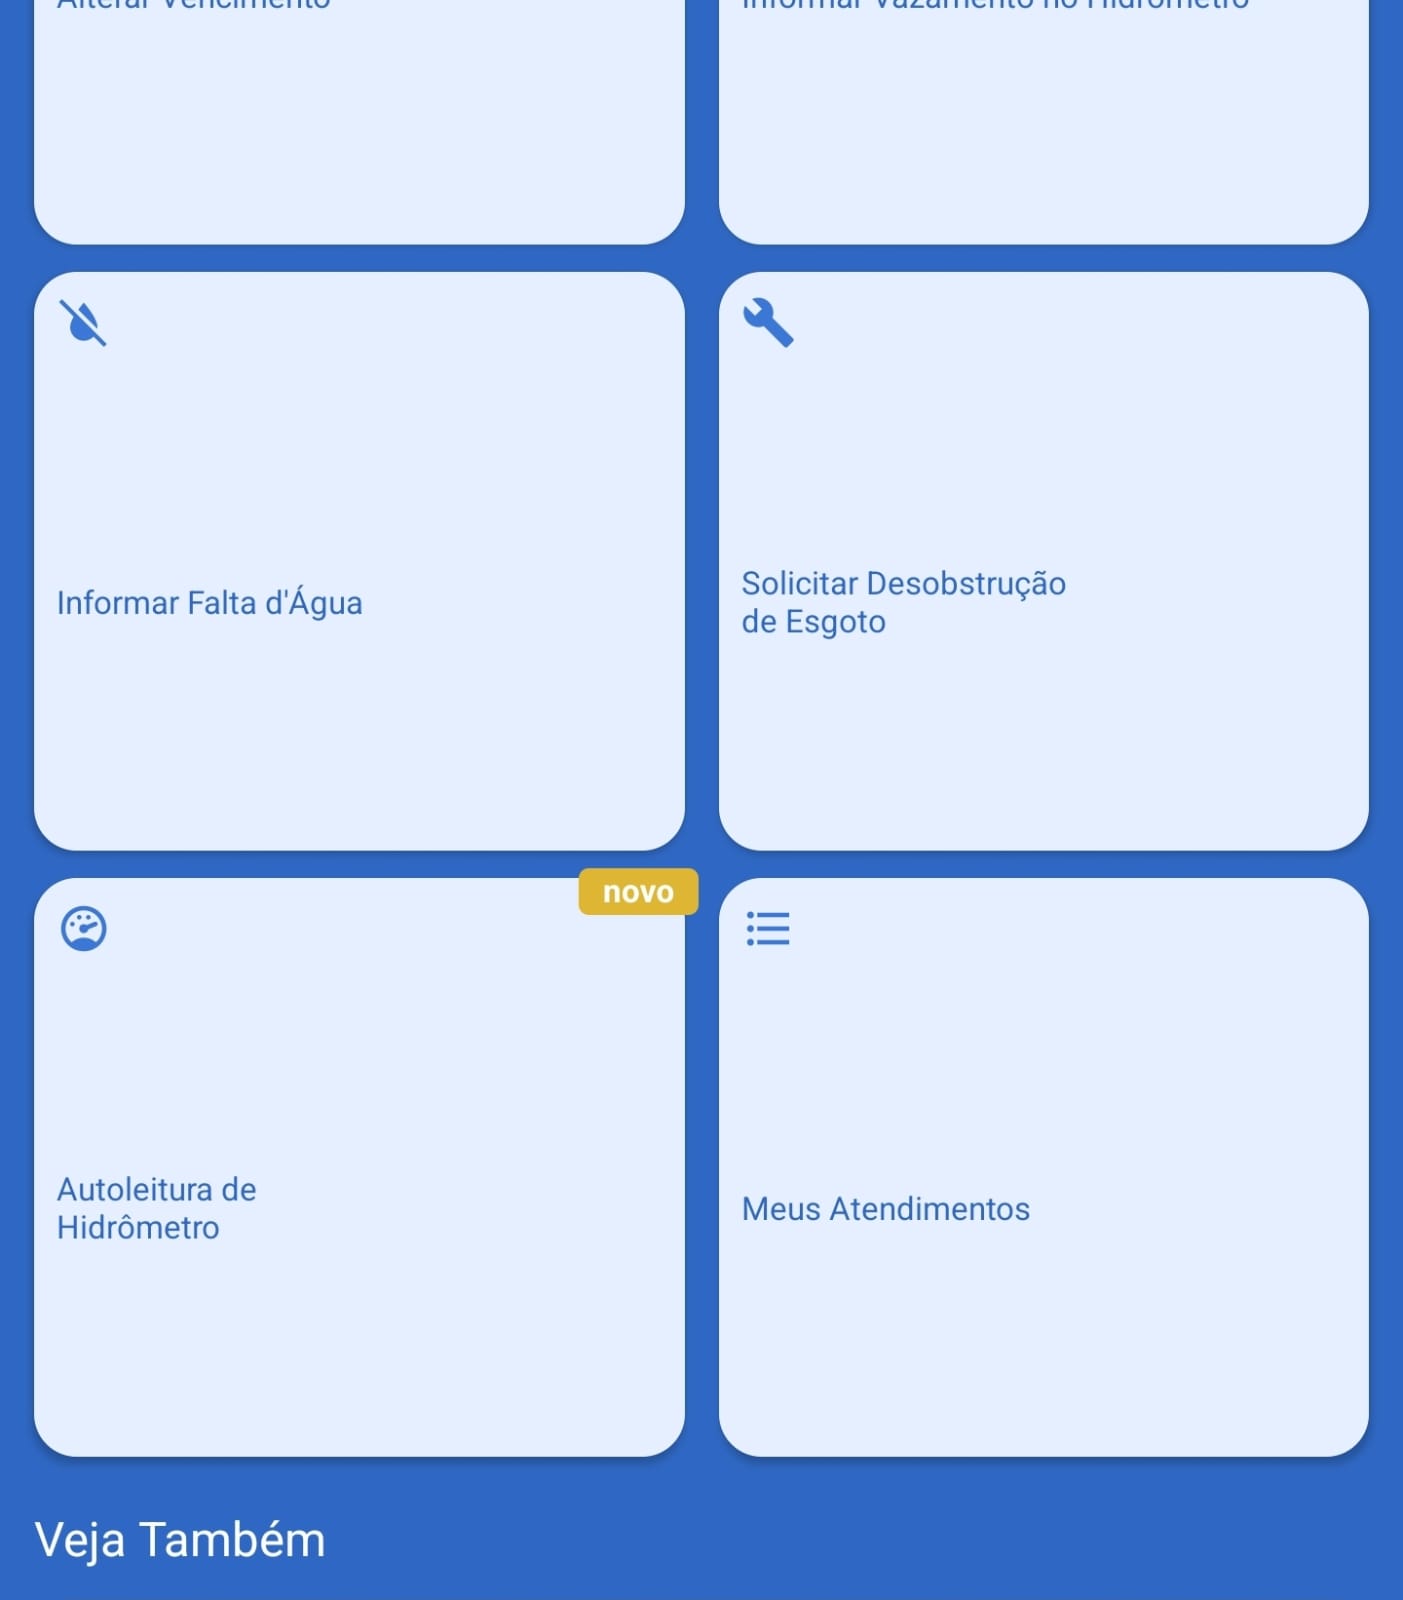 Alterar Vencimento
Informar Vazamento no Hidrômetro
Informar Falta d'Água
Solicitar Desobstrução
de Esgoto
novo
Autoleitura de
Hidrômetro
Meus Atendimentos
Veja Também